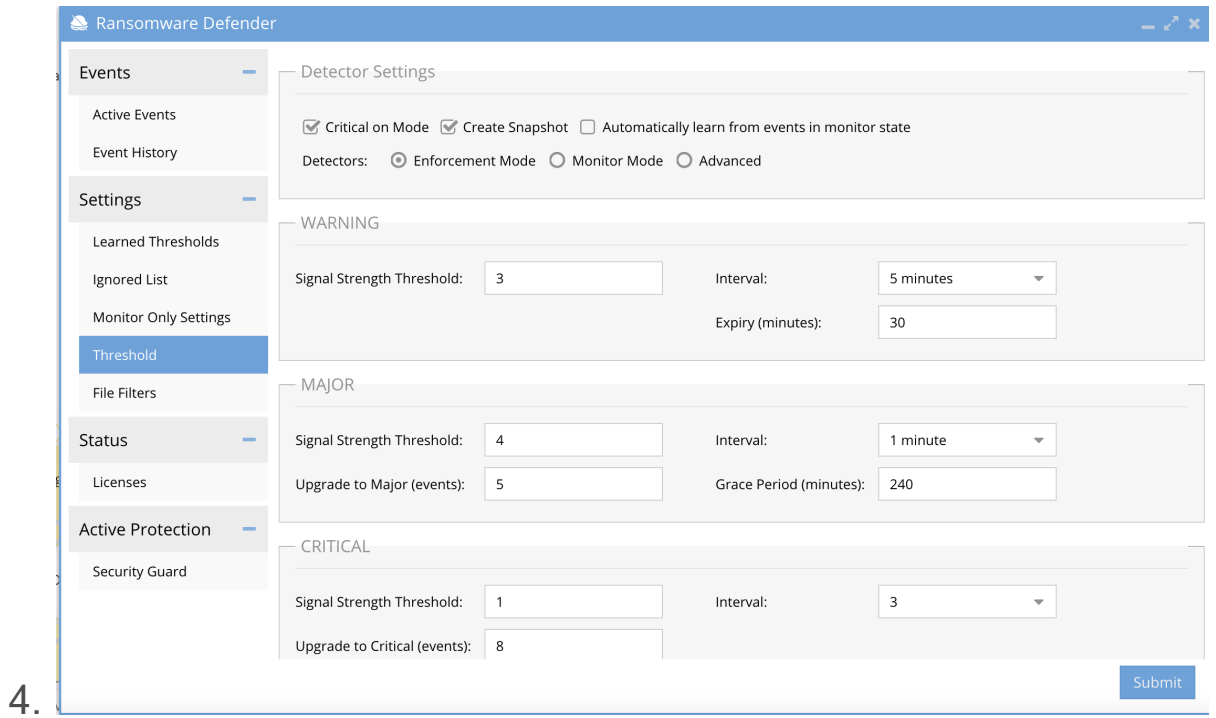 Ransomware Defender
Events
Active Events
Event History
Settings
Learned Thresholds
Ignored List
Monitor Only Settings
Threshold
File Filters
Status
Licenses
Active Protection
Security Guard
Detector Settings
Critical on Mode Create Snapshot Automatically learn from events in monitor state
Detectors: Enforcement Mode Monitor Mode Advanced
WARNING
Signal Strength Threshold: 3 Interval: 5 minutes
Expiry (minutes): 30
MAJOR
Signal Strength Threshold: 4 Interval: 1 minute
Upgrade to Major (events): 5 Grace Period (minutes): 240
CRITICAL
Signal Strength Threshold: 1 Interval: 3
Upgrade to Critical (events): 8
Submit
4.